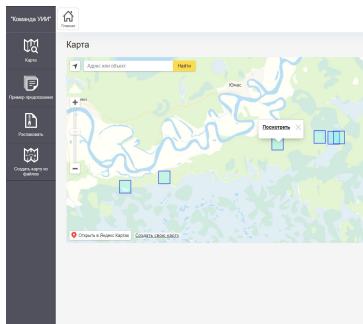 "Команда УИИ"
Главная
Карта
Карта
Адрес или объект
Найти
Пример предсказания
Юнас
Посмотреть
Распаковать
Создать карту из
файлов
Открыть в Яндекс Картах
Создать свою карту